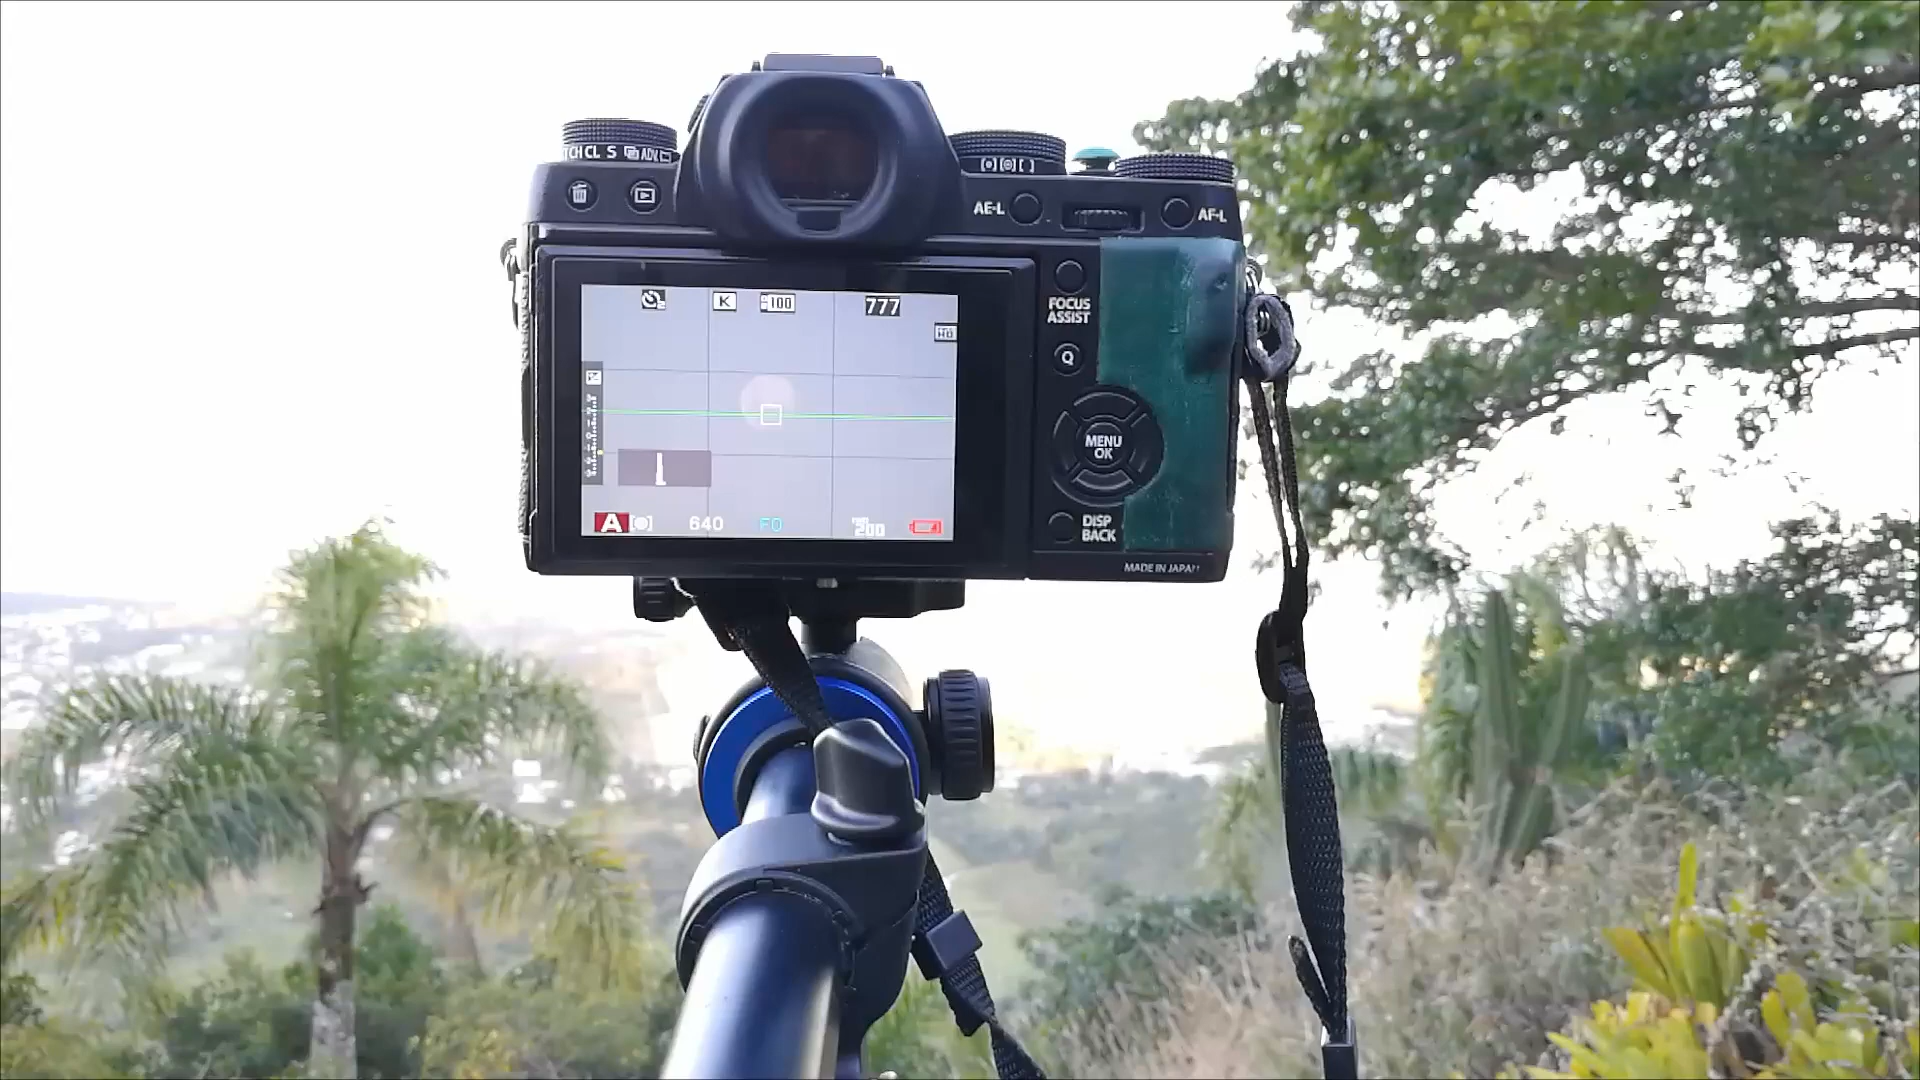 CH CL S ADV.
AE-L
AF-L
FOCUS
ASSIST
Q
MENU
OK
DISP
BACK
MADE IN JAPAN
K
100
777
A
640
F0
200